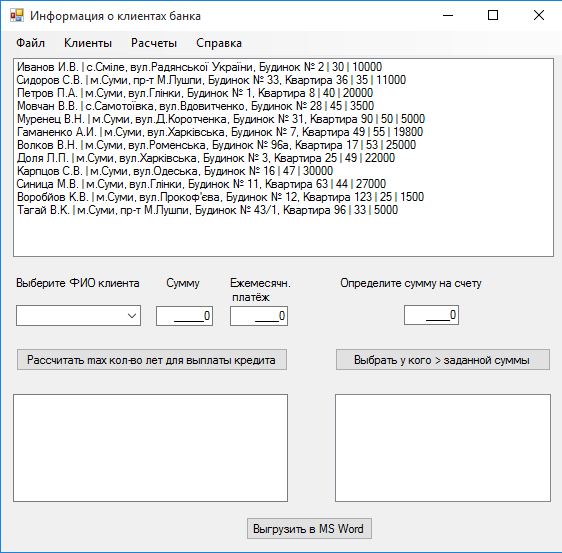 Информация о клиентах банка
Файл Клиенты Расчеты Справка
Иванов И.В. | с.Сміле, вул.Радянської України, Будинок № 2 | 30 | 10000
Сидоров С.В. | м.Суми, пр-т М.Лушпи, Будинок № 33, Квартира 36 | 35 | 11000
Петров П.А. | м.Суми, вул.Глінки, Будинок № 1, Квартира 8 | 40 | 20000
Мовчан В.В. | с.Самотоївка, вул.Вдовитченко, Будинок № 28 | 45 | 3500
Муренец В.Н. | м.Суми, вул.Д.Коротченка, Будинок № 31, Квартира 90 | 50 | 5000
Гаманенко А.И. | м.Суми, вул.Харківська, Будинок № 7, Квартира 49 | 55 | 19800
Волков В.Н. | м.Суми, вул.Роменська, Будинок № 96а, Квартира 17 | 53 | 25000
Доля Л.П. | м.Суми, вул.Харківська, Будинок № 3, Квартира 25 | 49 | 22000
Карпцов С.В. | м.Суми, вул.Одеська, Будинок № 16 | 47 | 30000
Синица М.В. | м.Суми, вул.Глінки, Будинок № 11, Квартира 63 | 44 | 27000
Воробйов К.В. | м.Суми, вул.Прокоф'єва, Будинок № 12, Квартира 123 | 25 | 1500
Тагай В.К. | м.Суми, пр-т М.Лушпи, Будинок № 43/1, Квартира 96 | 33 | 5000
Выберите ФИО клиента Сумму Ежемесячн. Определите сумму на счету
платёж
_____0 ____0 ____0
Рассчитать max кол-во лет для выплаты кредита Выбрать у кого > заданной суммы
Выгрузить в MS Word